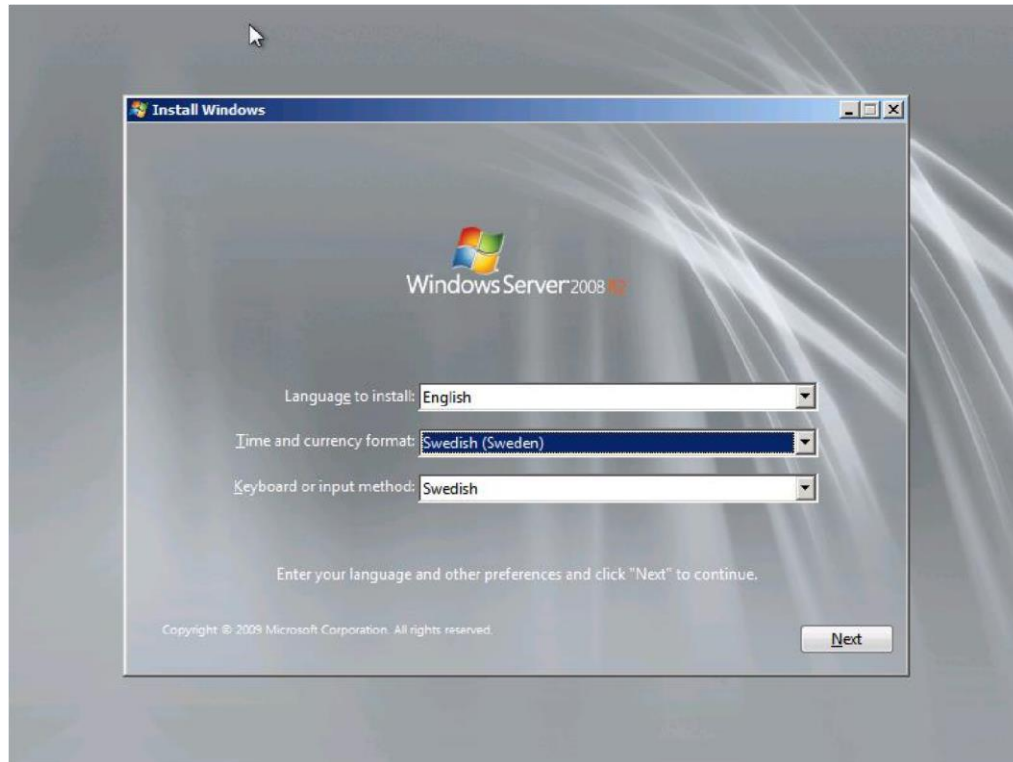 Install Windows
Windows Server 2008 R2
Language to install: English
Time and currency format: Swedish (Sweden)
Keyboard or input method: Swedish
Enter your language and other preferences and click "Next" to continue.
Copyright © 2009 Microsoft Corporation. All rights reserved.
Next